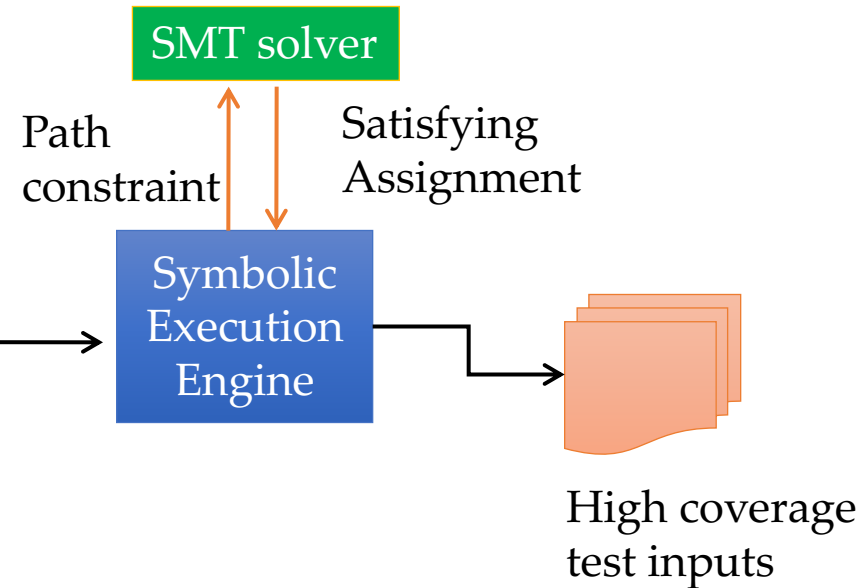 SMT solver
Path
constraint
Satisfying
Assignment
Symbolic
Execution
Engine
High coverage
test inputs